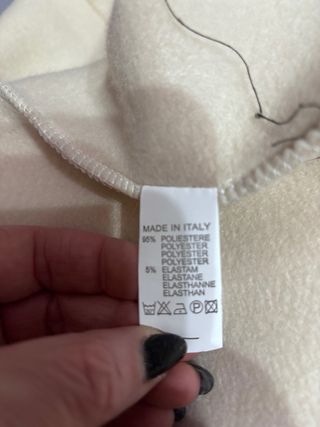 MADE IN ITALY
95% POLIESTERE
POLYESTER
POLYESTER
POLYESTER
5% ELASTAM
ELASTANE
ELASTHANNE
ELASTHAN
P